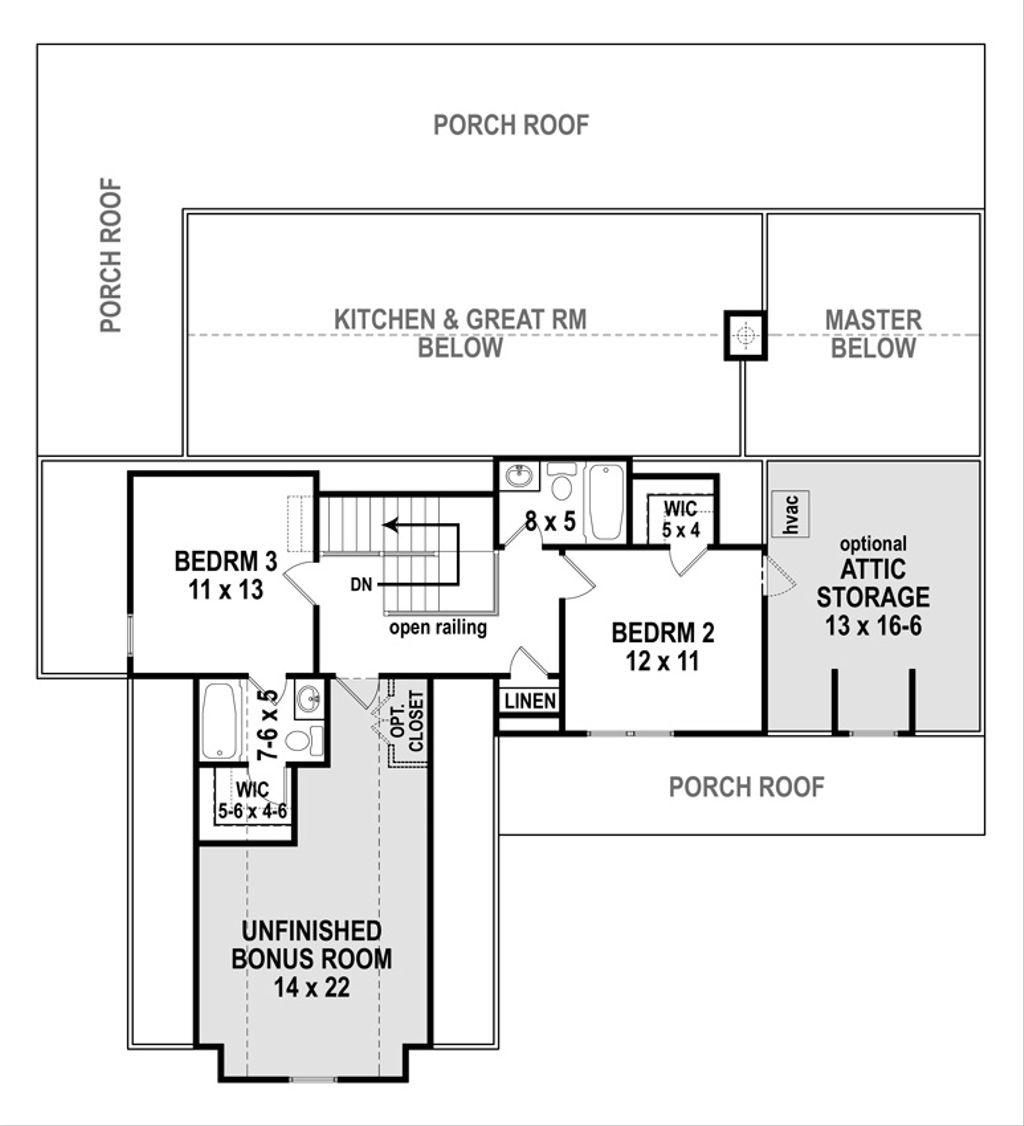 PORCH ROOF
PORCH ROOF
KITCHEN & GREAT RM
BELOW
MASTER
BELOW
8 x 5
WIC
5 x 4
hvac
BEDRM 3
11 x 13
DN
open railing
BEDRM 2
12 x 11
optional
ATTIC
STORAGE
13 x 16-6
LINEN
7-6 x 5
OPT.
CLOSET
WIC
5-6 x 4-6
PORCH ROOF
UNFINISHED
BONUS ROOM
14 x 22